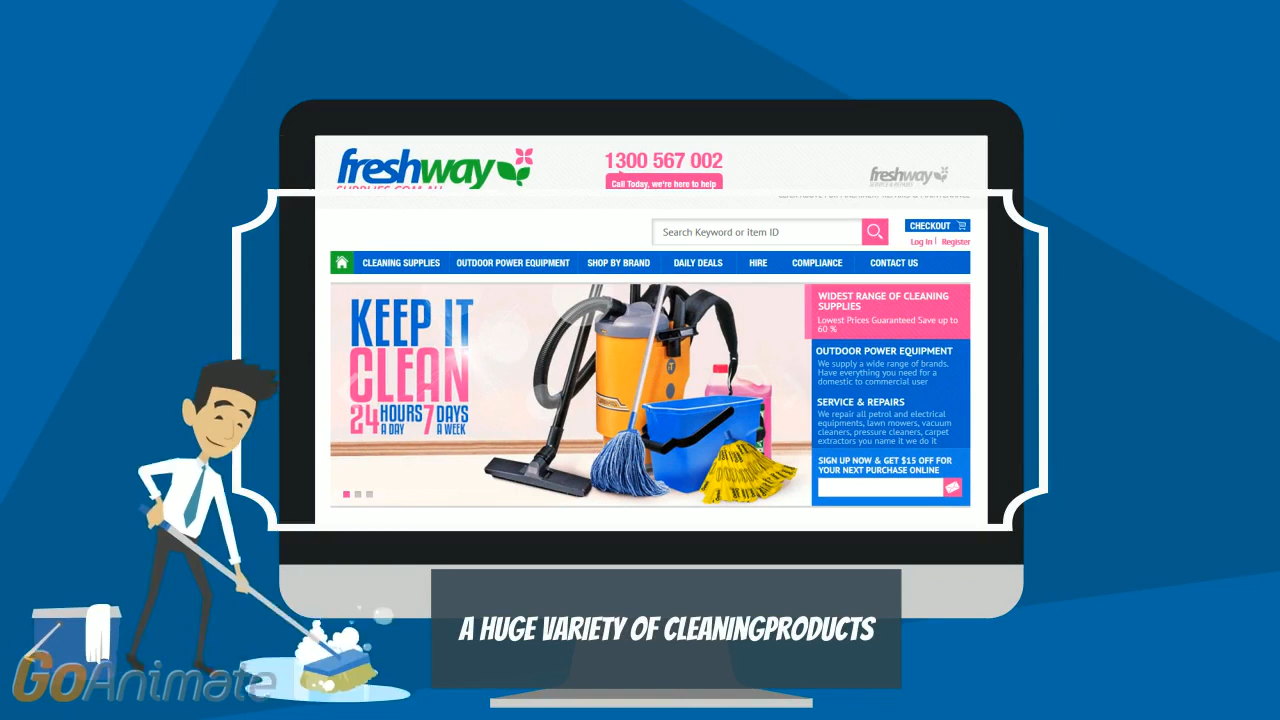 freshway
SUPPLIES.COM.AU
1300 567 002
Call Today, we're here to help
freshway
Search Keyword or item ID
CHECKOUT
Log In | Register
CLEANING SUPPLIES OUTDOOR POWER EQUIPMENT SHOP BY BRAND DAILY DEALS HIRE COMPLIANCE CONTACT US
KEEP IT
CLEAN
24 HOURS A DAY 7 DAYS A WEEK
WIDEST RANGE OF CLEANING
SUPPLIES
Lowest Prices Guaranteed Save up to
60 %
OUTDOOR POWER EQUIPMENT
We supply a wide range of brands.
Have everything you need for a
domestic to commercial user
SERVICE & REPAIRS
We repair all petrol and electrical
equipments, lawn mowers, vacuum
cleaners, pressure cleaners, carpet
extractors you name it we do it
SIGN UP NOW & GET $15 OFF FOR
YOUR NEXT PURCHASE ONLINE
A HUGE VARIETY OF CLEANINGPRODUCTS
GoAnimate